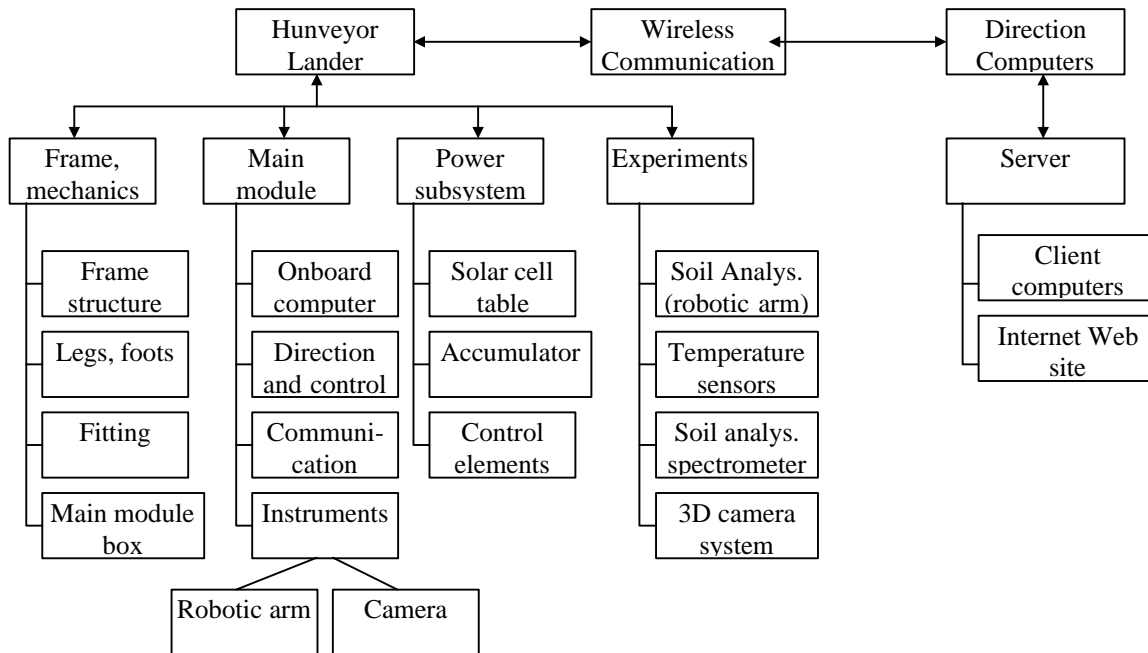 Hunveyor
Lander
Wireless
Communication
Direction
Computers
Frame,
mechanics
Main
module
Power
subsystem
Experiments
Server
Frame
structure
Legs, foots
Fitting
Main module
box
Onboard
computer
Direction
and control
Communi-
cation
Instruments
Robotic arm
Camera
Solar cell
table
Accumulator
Control
elements
Soil Analys.
(robotic arm)
Temperature
sensors
Soil analys.
spectrometer
3D camera
system
Client
computers
Internet Web
site